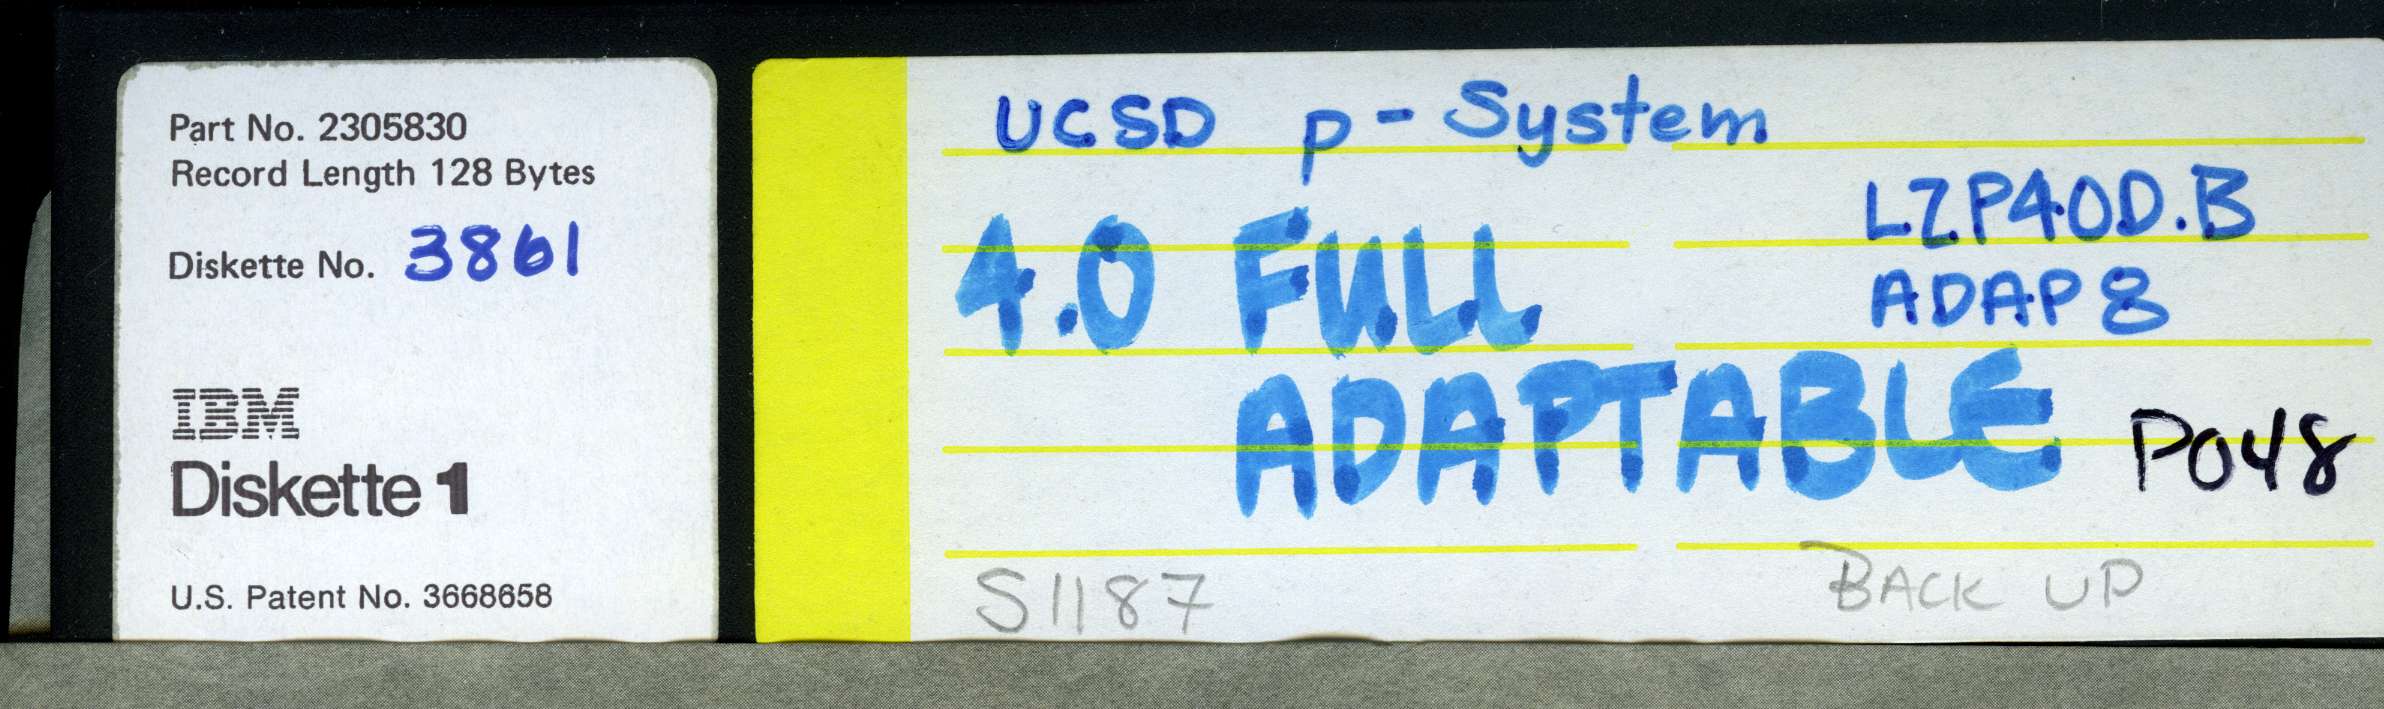 Part No. 2305830
Record Length 128 Bytes
Diskette No. 3861
IBM
Diskette 1
U.S. Patent No. 3668658
UCSD p-System
LZP40D.B
4.0 FULL
ADAP8
ADAPTABLE
P048
S1187
BACK UP